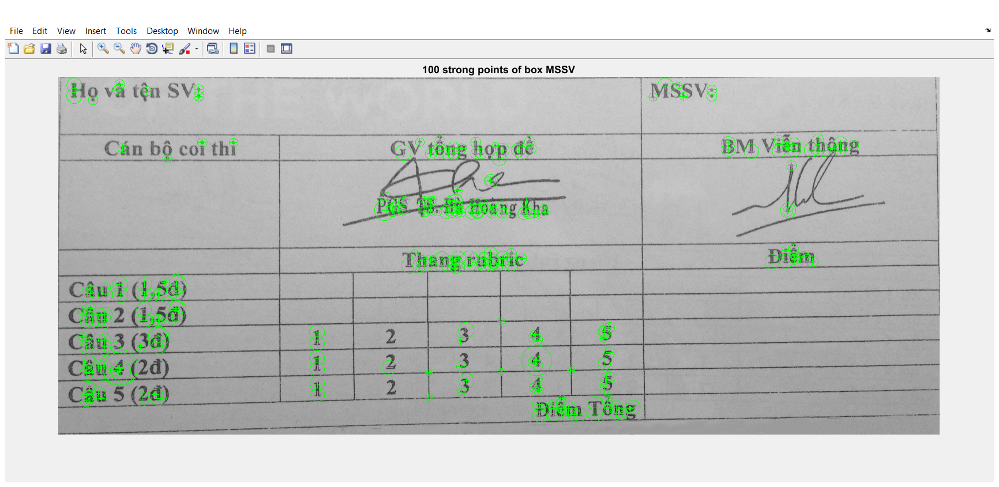 File Edit View Insert Tools Desktop Window Help
100 strong points of box MSSV
Họ và tên SV: MSSV:
Cán bộ coi thi GV tổng hợp đề BM Viễn thông
PGS. TS. Hà Hoàng Kha
Thang rubric Điểm
Câu 1 (1,5đ)
Câu 2 (1,5đ)
Câu 3 (3đ) 1 2 3 4 5
Câu 4 (2đ) 1 2 3 4 5
Câu 5 (2đ) 1 2 3 4 5
Điểm Tổng